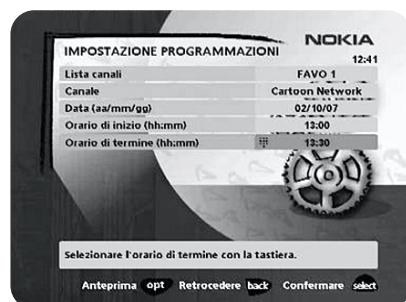 NOKIA
IMPOSTAZIONE PROGRAMMAZIONI
12:41
Lista canali FAVO 1
Canale Cartoon Network
Data (aa/mm/gg) 02/10/07
Orario di inizio (hh:mm) 13:00
Orario di termine (hh:mm) 13:30
Selezionare l'orario di termine con la tastiera.
Anteprima opt Retrocedere back Confermare select